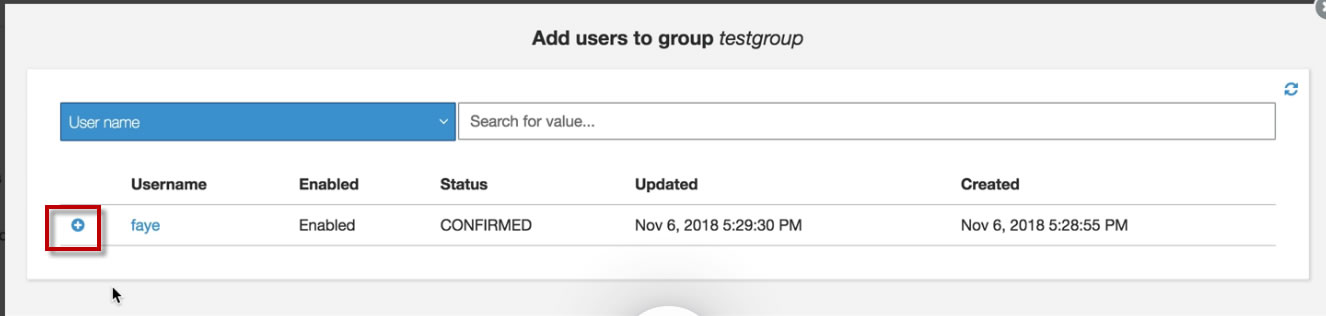 Add users to group testgroup
User name Search for value...
Username Enabled Status Updated Created
faye Enabled CONFIRMED Nov 6, 2018 5:29:30 PM Nov 6, 2018 5:28:55 PM